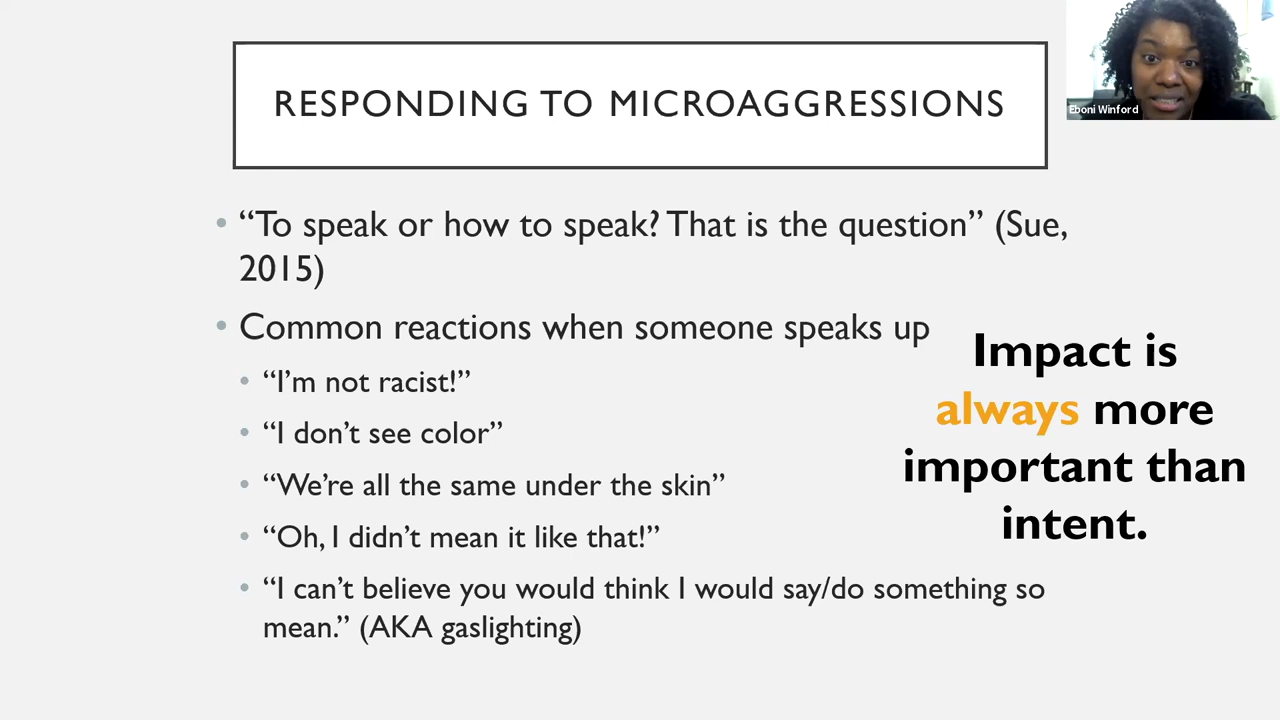 RESPONDING TO MICROAGGRESSIONS
Eboni Winford
• “To speak or how to speak? That is the question” (Sue,
2015)
• Common reactions when someone speaks up
• “I’m not racist!”
• “I don’t see color”
• “We’re all the same under the skin”
• “Oh, I didn’t mean it like that!”
• “I can’t believe you would think I would say/do something so
mean.” (AKA gaslighting)
Impact is
always more
important than
intent.